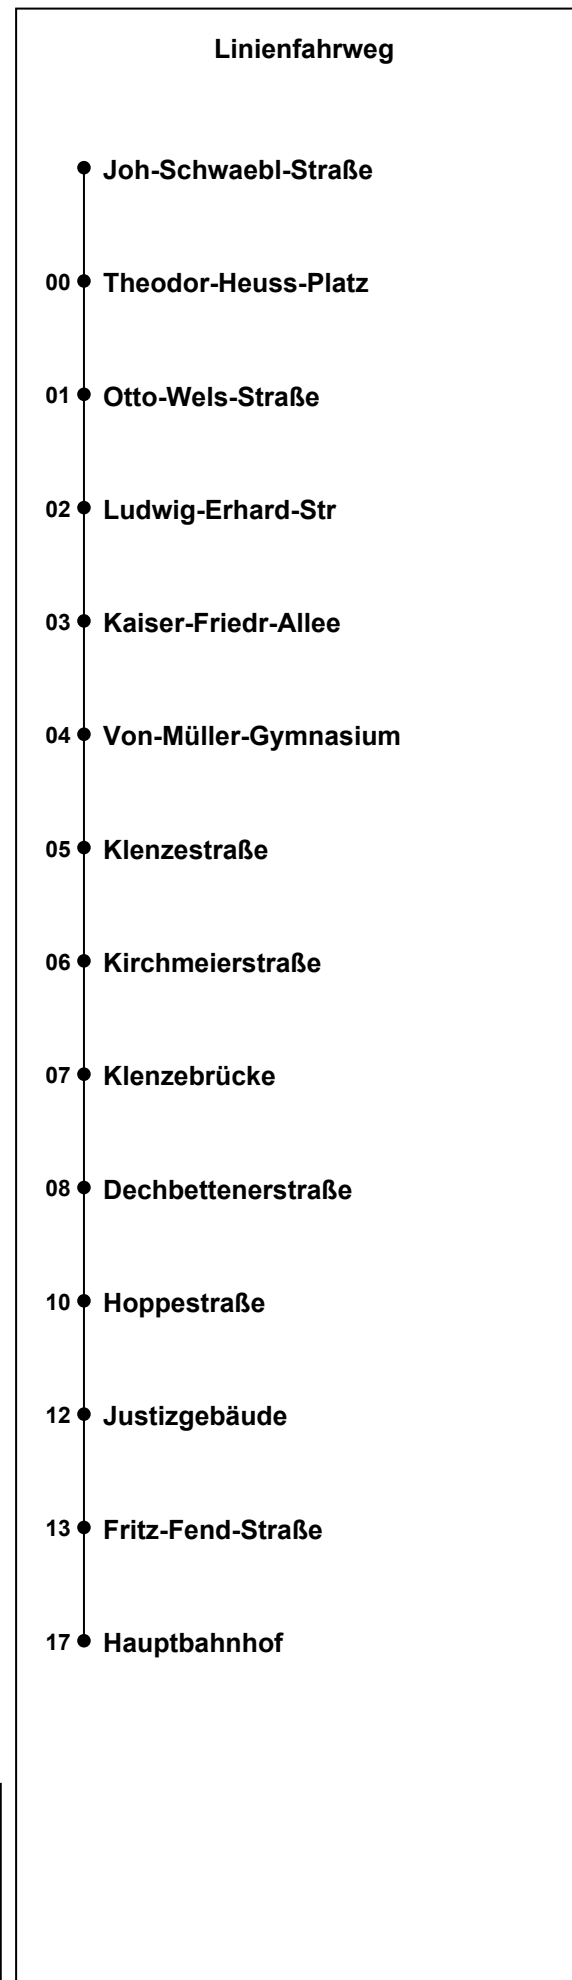 Linienfahrweg
Joh-Schwaebl-Straße
00 Theodor-Heuss-Platz
01 Otto-Wels-Straße
02 Ludwig-Erhard-Str
03 Kaiser-Friedr-Allee
04 Von-Müller-Gymnasium
05 Klenzestraße
06 Kirchmeierstraße
07 Klenzebrücke
08 Dechbettenerstraße
10 Hoppestraße
12 Justizgebäude
13 Fritz-Fend-Straße
17 Hauptbahnhof